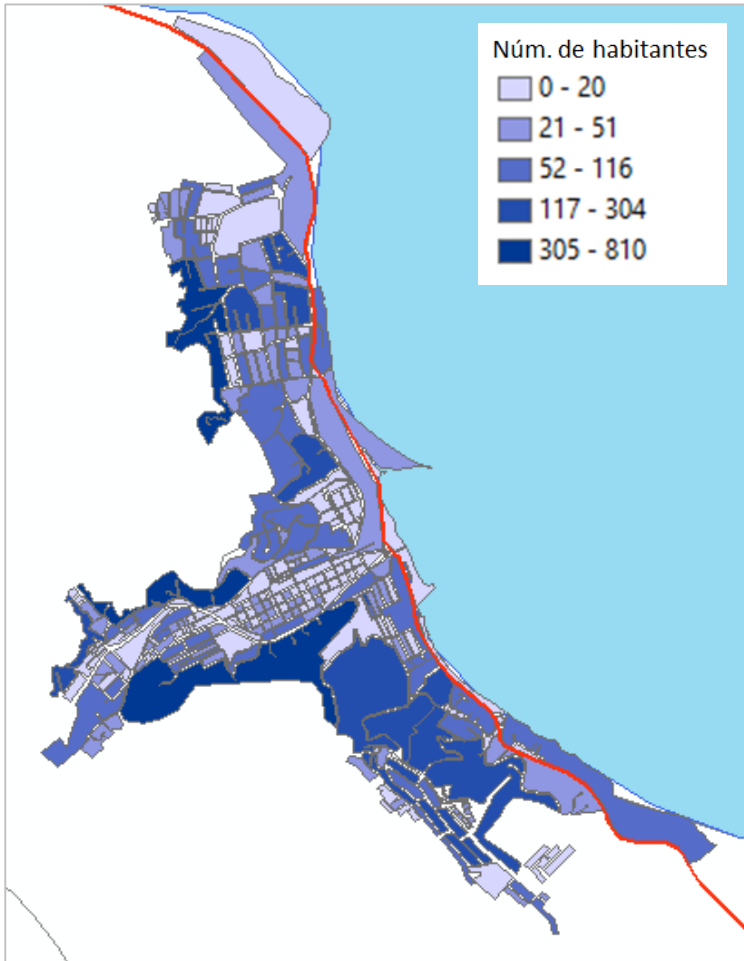 Núm. de habitantes
0 - 20
21 - 51
52 - 116
117 - 304
305 - 810